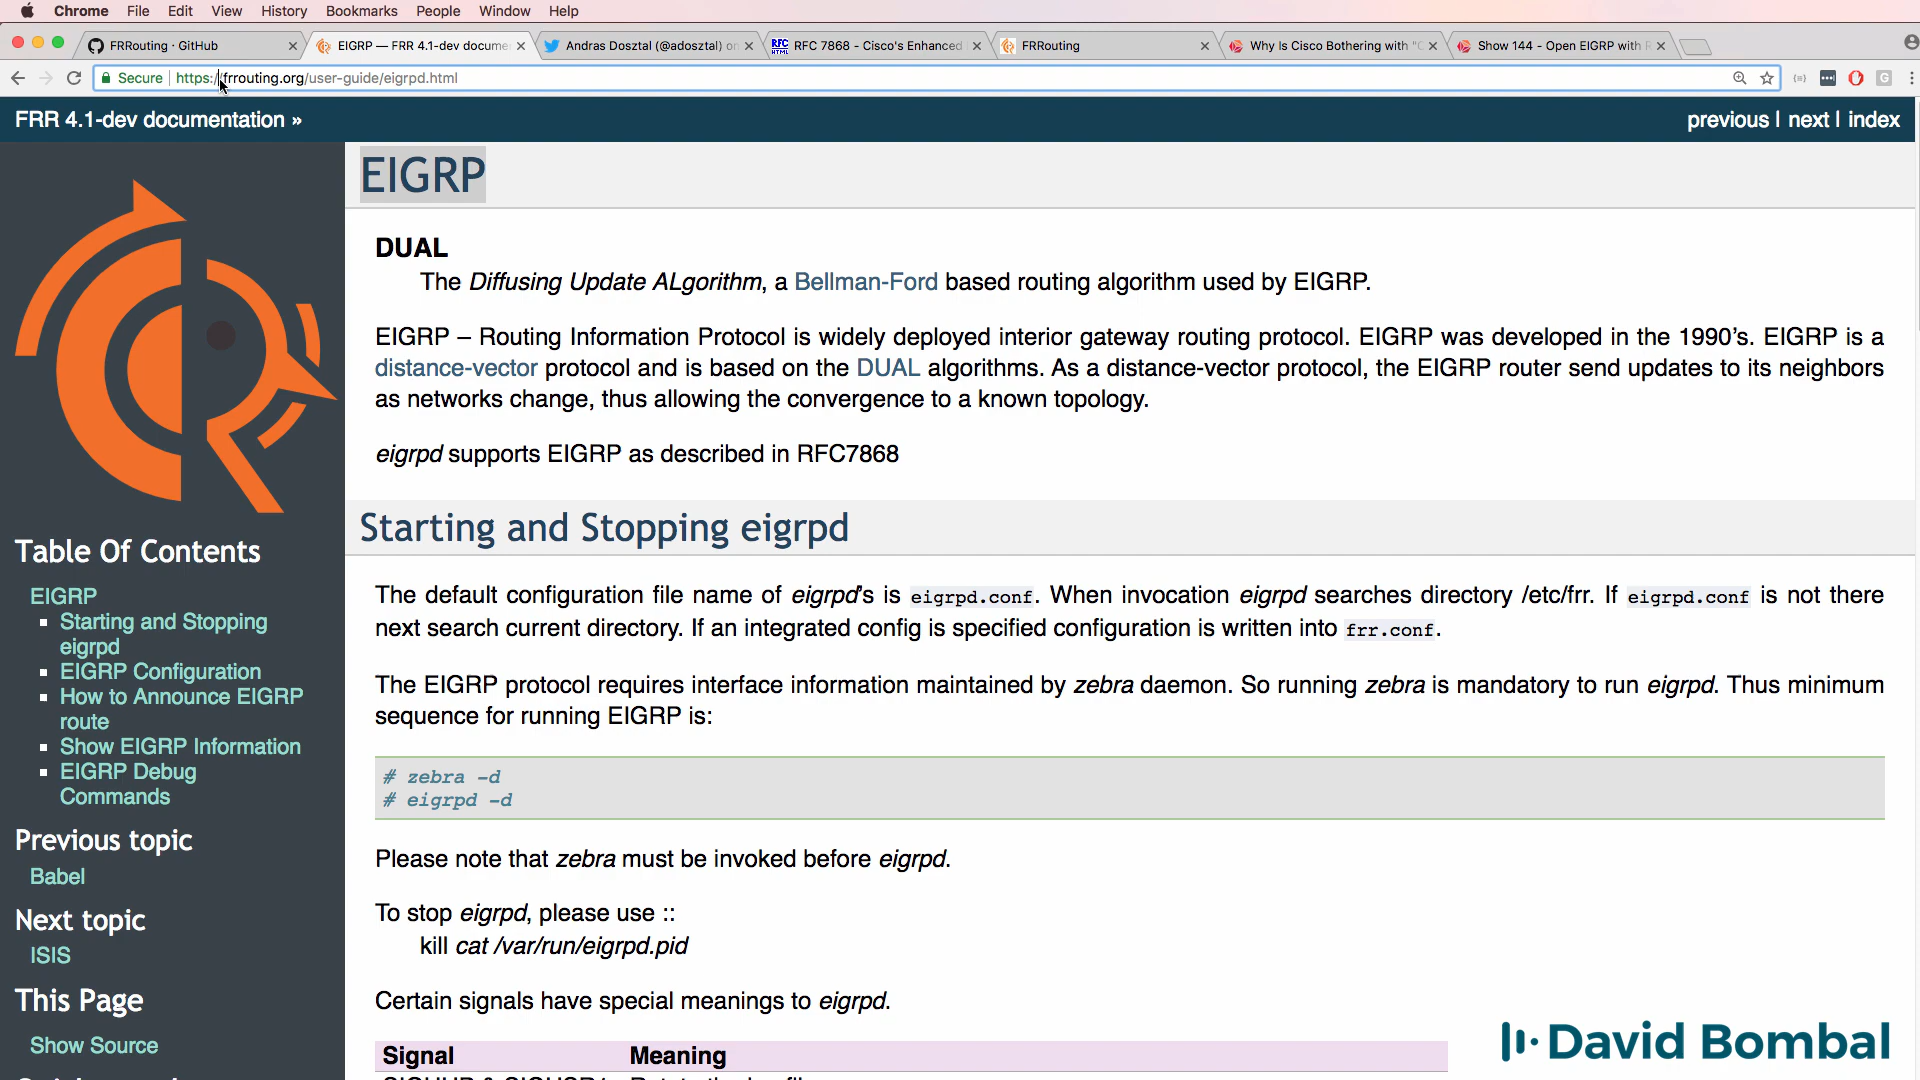 Chrome File Edit View History Bookmarks People Window Help
FRRouting · GitHub
EIGRP — FRR 4.1-dev docume
Andras Dosztal (@adosztal) on
RFC 7868 - Cisco's Enhanced
FRRouting
Why Is Cisco Bothering with "O
Show 144 - Open EIGRP with R
Secure https://frrouting.org/user-guide/eigrpd.html
FRR 4.1-dev documentation »
previous | next | index
EIGRP
DUAL
The Diffusing Update ALgorithm, a Bellman-Ford based routing algorithm used by EIGRP.
EIGRP – Routing Information Protocol is widely deployed interior gateway routing protocol. EIGRP was developed in the 1990's. EIGRP is a
distance-vector protocol and is based on the DUAL algorithms. As a distance-vector protocol, the EIGRP router send updates to its neighbors
as networks change, thus allowing the convergence to a known topology.
eigrpd supports EIGRP as described in RFC7868
Starting and Stopping eigrpd
The default configuration file name of eigrpd's is eigrpd.conf. When invocation eigrpd searches directory /etc/frr. If eigrpd.conf is not there
next search current directory. If an integrated config is specified configuration is written into frr.conf.
The EIGRP protocol requires interface information maintained by zebra daemon. So running zebra is mandatory to run eigrpd. Thus minimum
sequence for running EIGRP is:
# zebra -d
# eigrpd -d
Please note that zebra must be invoked before eigrpd.
To stop eigrpd, please use ::
kill cat /var/run/eigrpd.pid
Certain signals have special meanings to eigrpd.
Signal Meaning
Table Of Contents
EIGRP
Starting and Stopping
eigrpd
EIGRP Configuration
How to Announce EIGRP
route
Show EIGRP Information
EIGRP Debug
Commands
Previous topic
Babel
Next topic
ISIS
This Page
Show Source
David Bombal